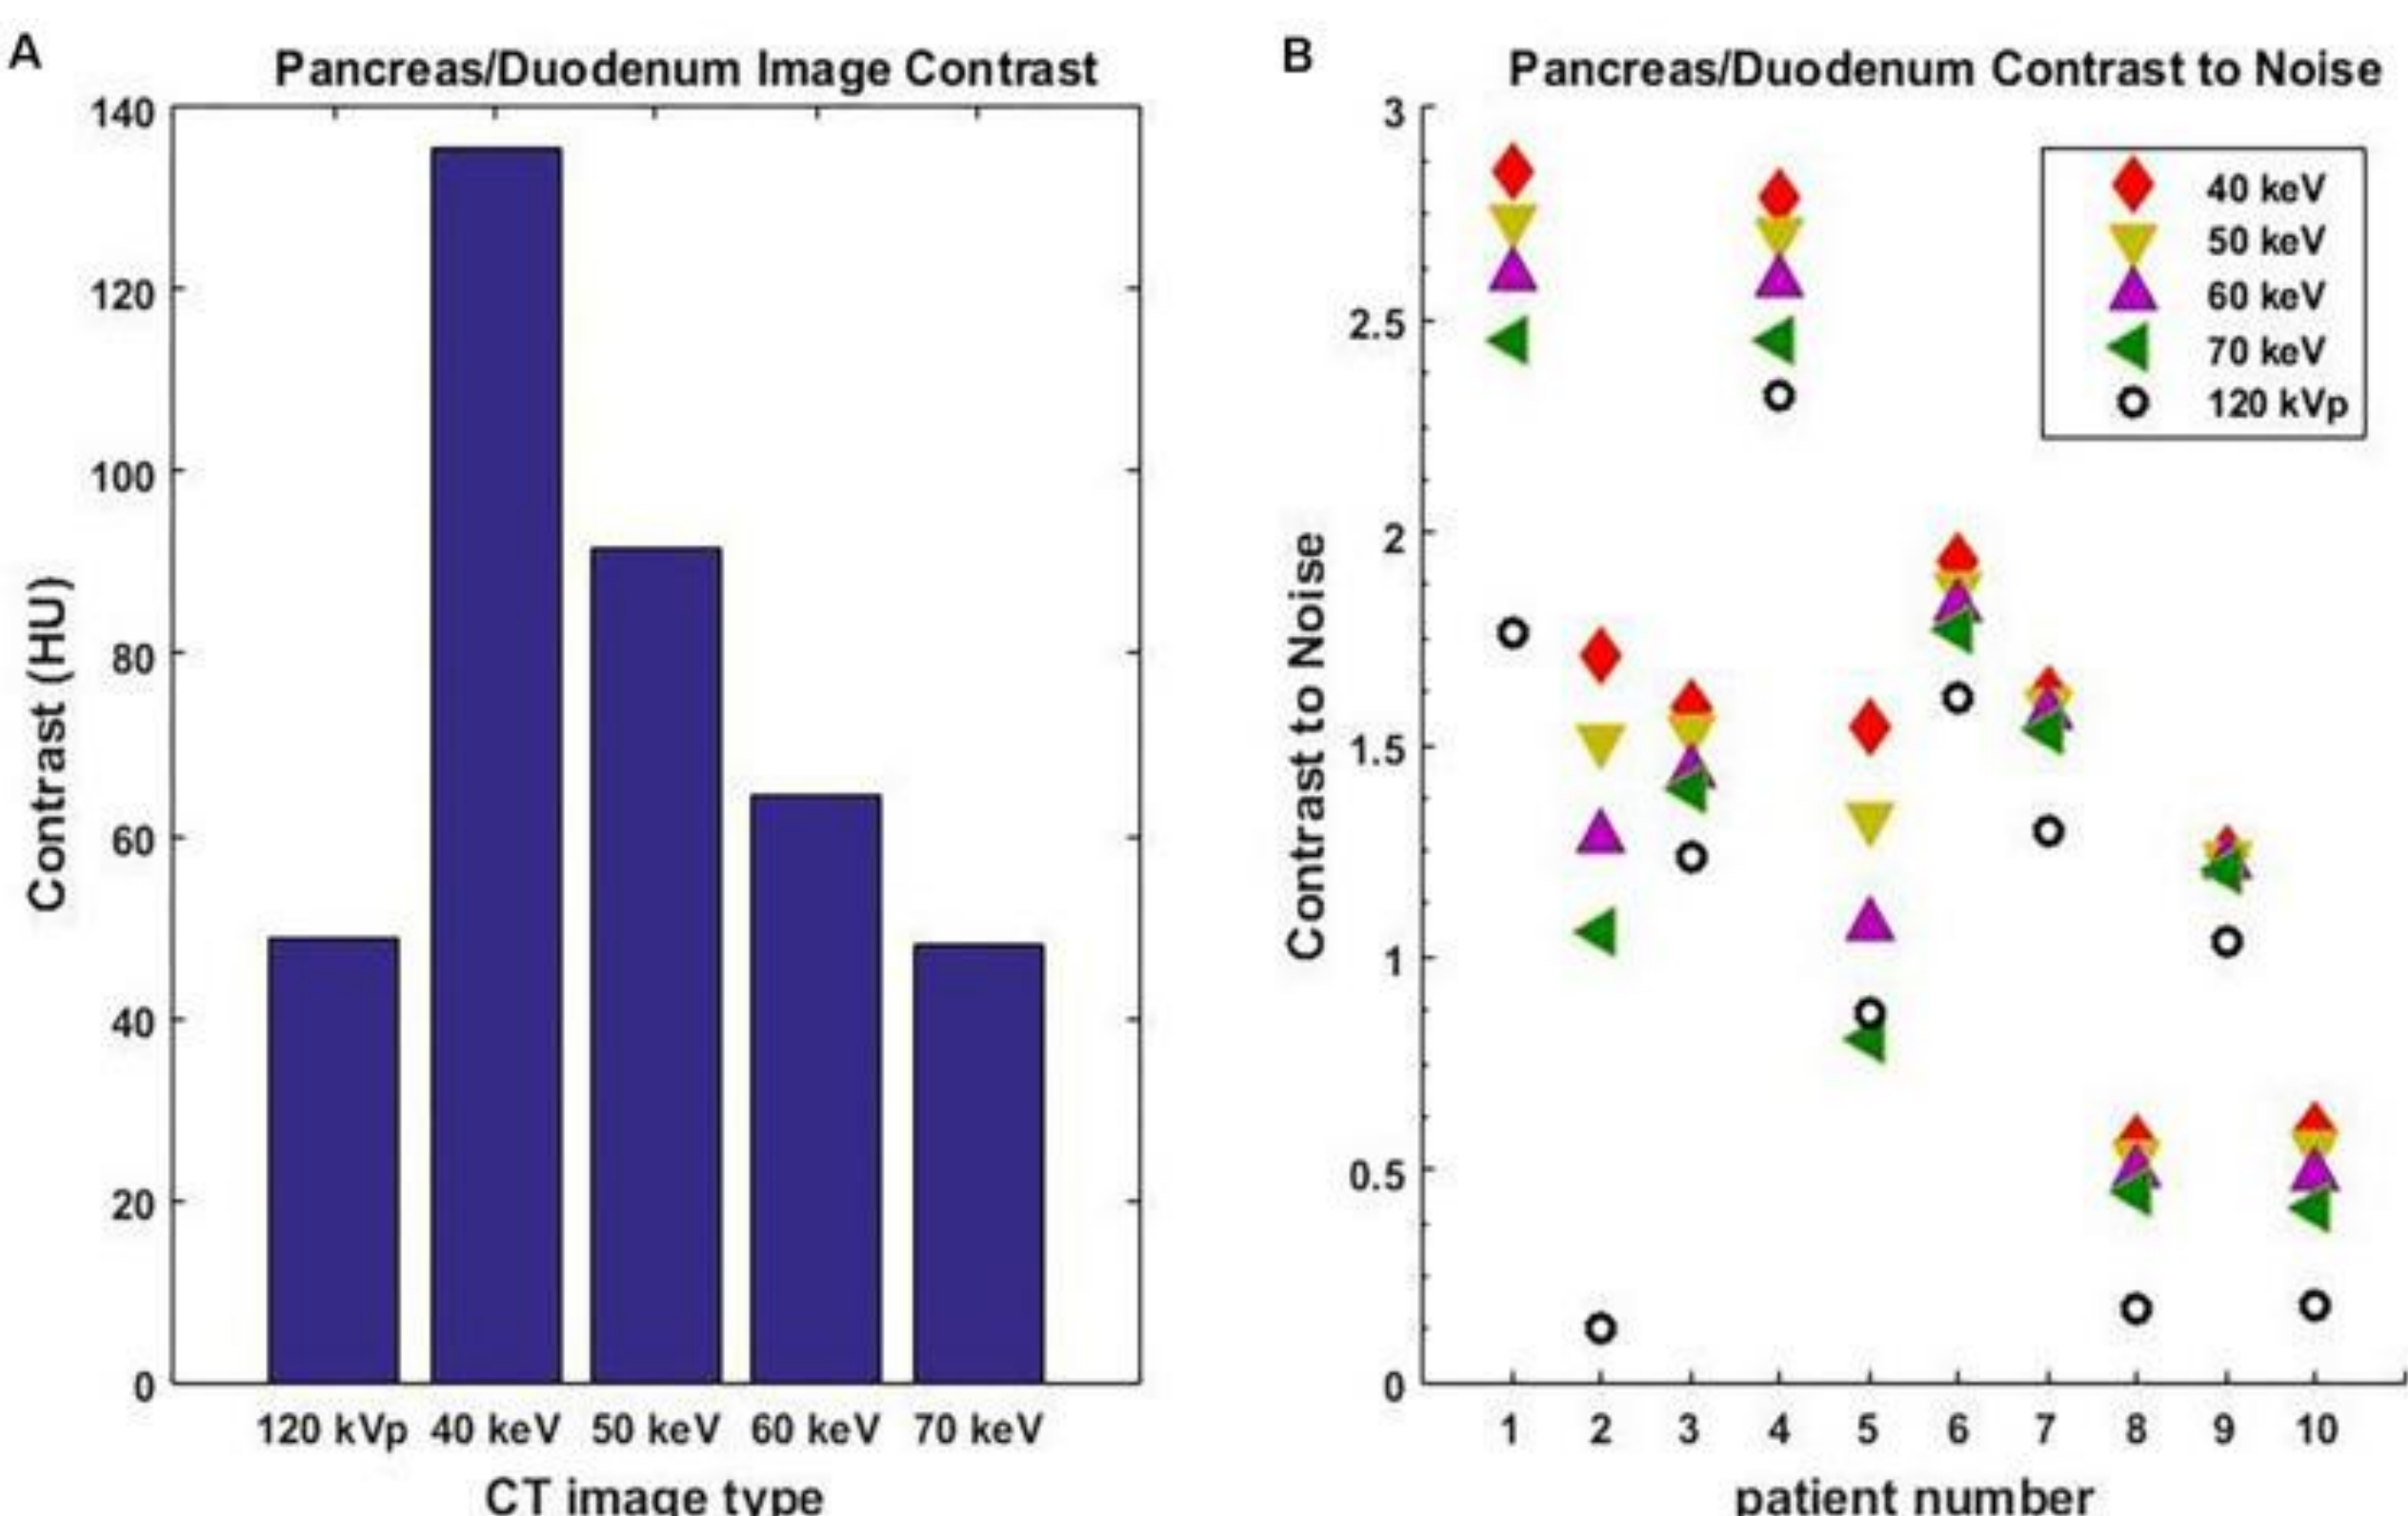 A
Pancreas/Duodenum Image Contrast
140
120
100
80
60
40
20
0
Contrast (HU)
120 kVp 40 keV 50 keV 60 keV 70 keV
CT image type
B
Pancreas/Duodenum Contrast to Noise
3
2.5
2
1.5
1
0.5
0
Contrast to Noise
40 keV
50 keV
60 keV
70 keV
120 kVp
1 2 3 4 5 6 7 8 9 10
patient number